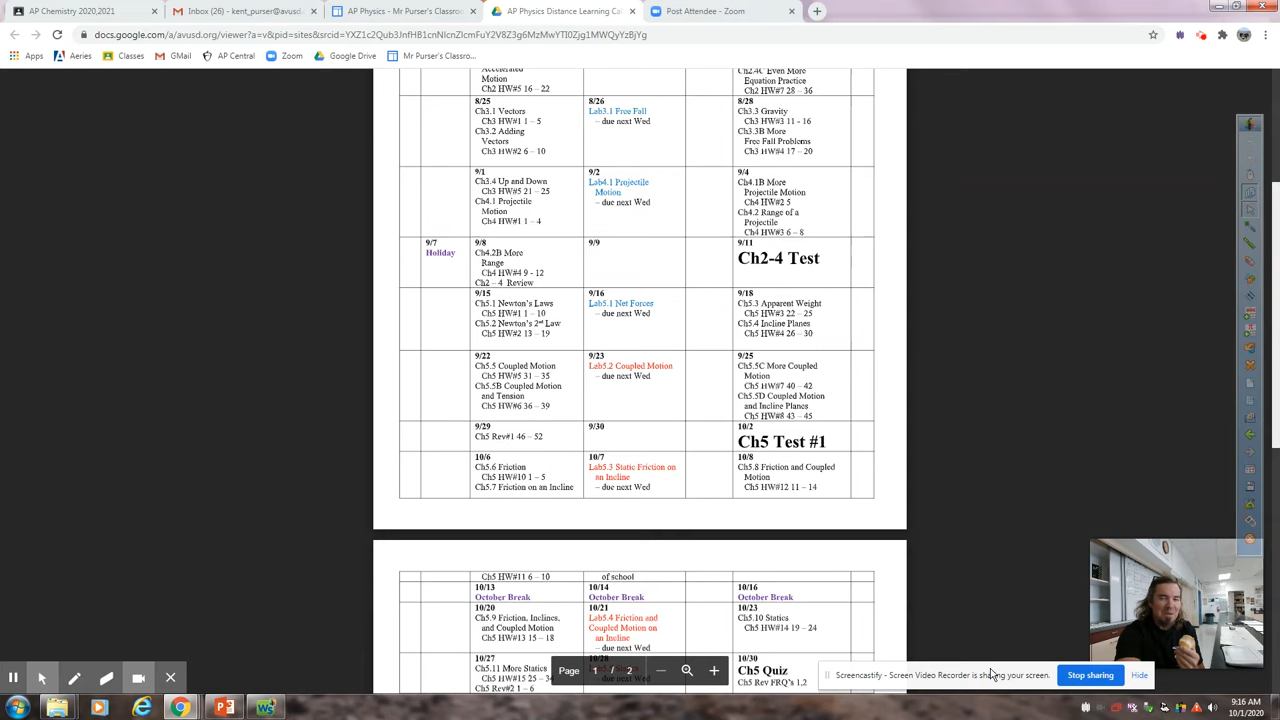 AP Chemistry 2020,2021
Inbox (26) - kent_purser@avusd.
AP Physics - Mr Purser's Classroo
AP Physics Distance Learning Ca
Post Attendee - Zoom
Apps
Aeries
Classes
GMail
AP Central
Zoom
Google Drive
Mr Purser's Classro...
Accelerated
Motion
Ch2 HW#5 16 – 22
Ch2.4C Even More
Equation Practice
Ch2 HW#7 28 – 36
8/25
Ch3.1 Vectors
Ch3 HW#1 1 – 5
Ch3.2 Adding
Vectors
Ch3 HW#2 6 – 10
8/26
Lab3.1 Free Fall
– due next Wed
8/28
Ch3.3 Gravity
Ch3 HW#3 11 - 16
Ch3.3B More
Free Fall Problems
Ch3 HW#4 17 – 20
9/1
Ch3.4 Up and Down
Ch3 HW#5 21 – 25
Ch4.1 Projectile
Motion
Ch4 HW#1 1 – 4
9/2
Lab4.1 Projectile
Motion
– due next Wed
9/4
Ch4.1B More
Projectile Motion
Ch4 HW#2 5
Ch4.2 Range of a
Projectile
Ch4 HW#3 6 – 8
9/7
Holiday
9/8
Ch4.2B More
Range
Ch4 HW#4 9 - 12
Ch2 – 4 Review
9/9
9/11
Ch2-4 Test
9/15
Ch5.1 Newton's Laws
Ch5 HW#1 1 – 10
Ch5.2 Newton's 2nd Law
Ch5 HW#2 13 – 19
9/16
Lab5.1 Net Forces
– due next Wed
9/18
Ch5.3 Apparent Weight
Ch5 HW#3 22 – 25
Ch5.4 Incline Planes
Ch5 HW#4 26 – 30
9/22
Ch5.5 Coupled Motion
Ch5 HW#5 31 – 35
Ch5.5B Coupled Motion
and Tension
Ch5 HW#6 36 – 39
9/23
Lab5.2 Coupled Motion
– due next Wed
9/25
Ch5.5C More Coupled
Motion
Ch5 HW#7 40 – 42
Ch5.5D Coupled Motion
and Incline Planes
Ch5 HW#8 43 – 45
9/29
Ch5 Rev#1 46 – 52
9/30
10/2
Ch5 Test #1
10/6
Ch5.6 Friction
Ch5 HW#10 1 – 5
Ch5.7 Friction on an Incline
10/7
Lab5.3 Static Friction on
an Incline
– due next Wed
10/8
Ch5.8 Friction and Coupled
Motion
Ch5 HW#12 11 – 14
Ch5 HW#11 6 – 10
of school
10/13
October Break
10/14
October Break
10/16
October Break
10/20
Ch5.9 Friction, Inclines,
and Coupled Motion
Ch5 HW#13 15 – 18
10/21
Lab5.4 Friction and
Coupled Motion on
an Incline
– due next Wed
10/23
Ch5.10 Statics
Ch5 HW#14 19 – 24
10/27
Ch5.11 More Statics
Ch5 HW#15 25 – 34
Ch5 Rev#2 1 – 6
10/28
10/30
Ch5 Quiz
Ch5 Rev FRQ's 1,2
Page 1 / 2
Screencastify - Screen Video Recorder is sharing your screen.
Stop sharing
Hide
9:16 AM
10/1/2020